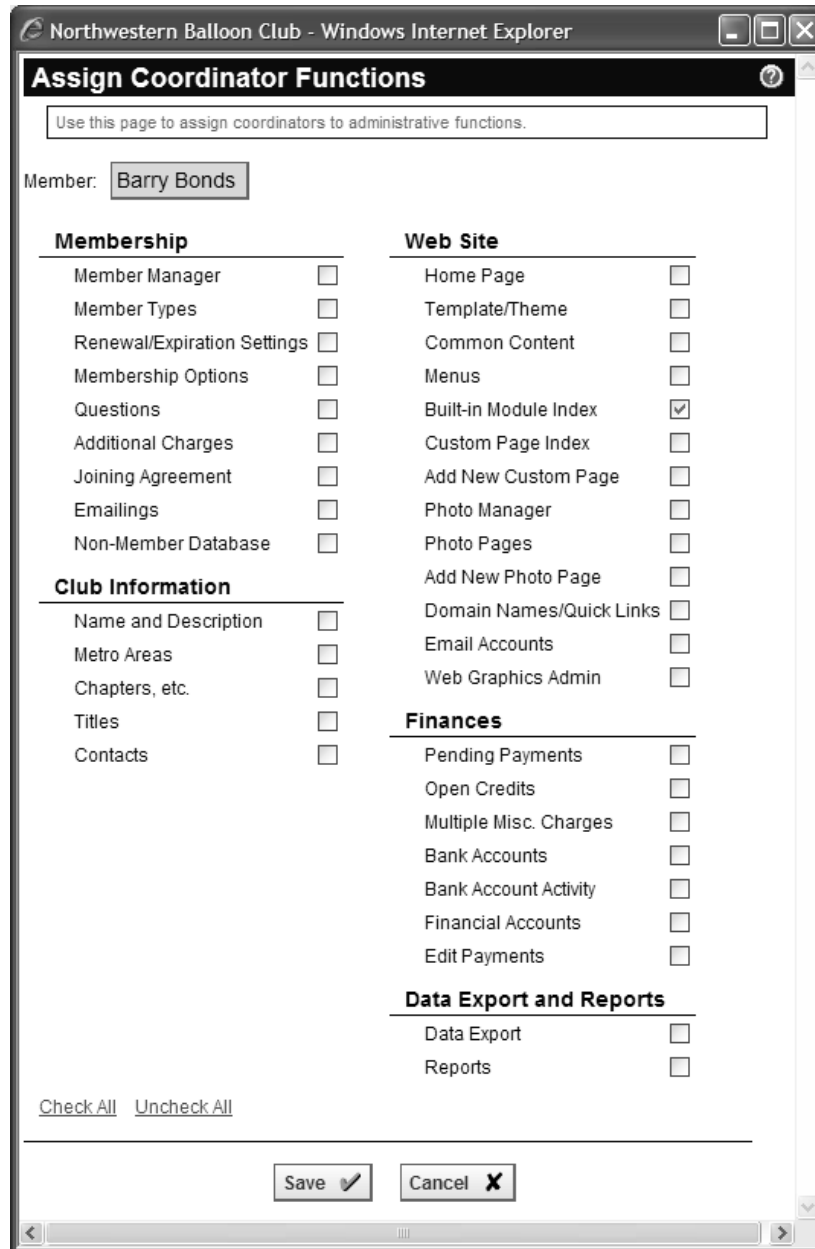 Northwestern Balloon Club - Windows Internet Explorer
Assign Coordinator Functions
Use this page to assign coordinators to administrative functions.
Member: Barry Bonds
Membership
Member Manager
Member Types
Renewal/Expiration Settings
Membership Options
Questions
Additional Charges
Joining Agreement
Emailings
Non-Member Database
Club Information
Name and Description
Metro Areas
Chapters, etc.
Titles
Contacts
Web Site
Home Page
Template/Theme
Common Content
Menus
Built-in Module Index
Custom Page Index
Add New Custom Page
Photo Manager
Photo Pages
Add New Photo Page
Domain Names/Quick Links
Email Accounts
Web Graphics Admin
Finances
Pending Payments
Open Credits
Multiple Misc. Charges
Bank Accounts
Bank Account Activity
Financial Accounts
Edit Payments
Data Export and Reports
Data Export
Reports
Check All Uncheck All
Save Cancel